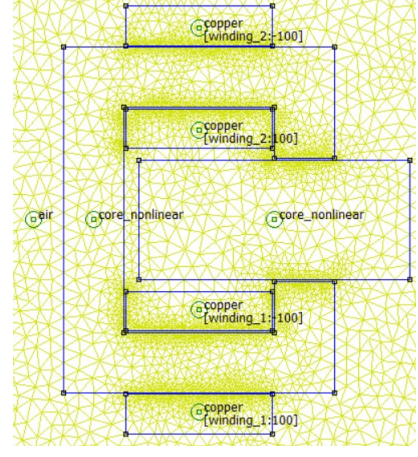 copper
[winding_2:-100]
copper
[winding_2:100]
air
core_nonlinear
core_nonlinear
copper
[winding_1:-100]
copper
[winding_1:100]